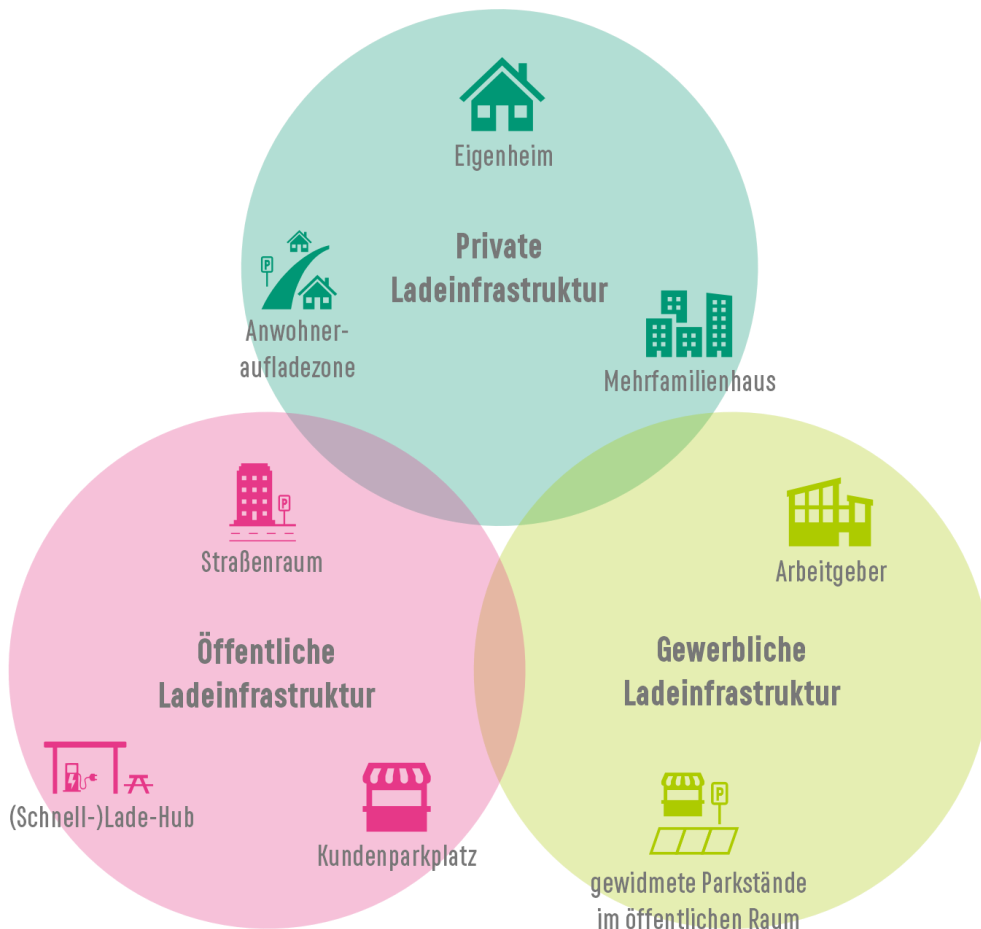 Eigenheim
Private
Ladeinfrastruktur
P
Anwohner-
aufladezone
Mehrfamilienhaus
P
Straßenraum
Arbeitgeber
Öffentliche
Ladeinfrastruktur
Gewerbliche
Ladeinfrastruktur
(Schnell-)Lade-Hub
Kundenparkplatz
P
gewidmete Parkstände
im öffentlichen Raum